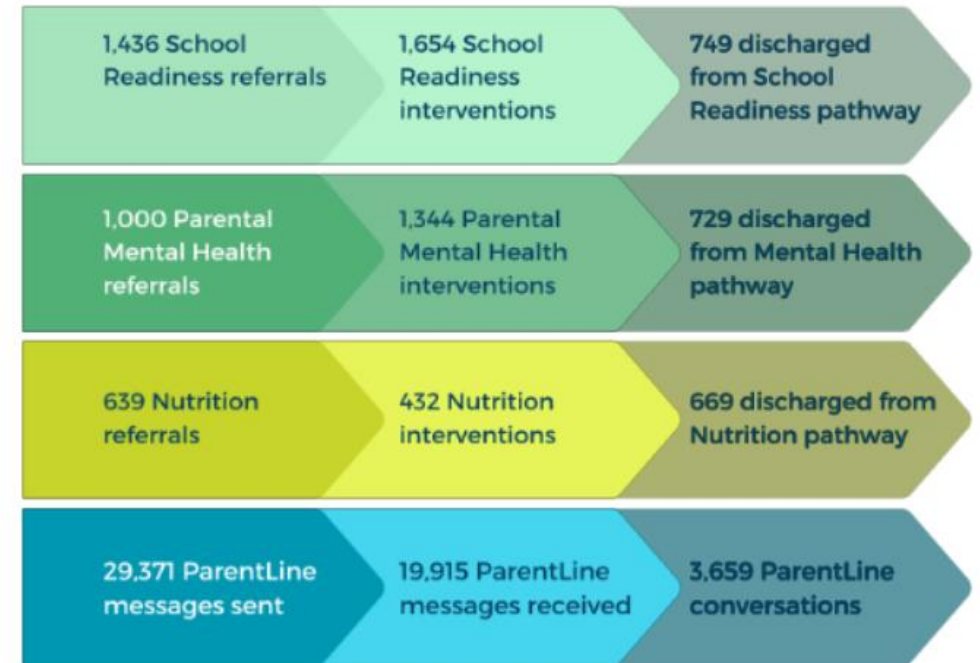 1,436 School
Readiness referrals
1,654 School
Readiness
interventions
749 discharged
from School
Readiness pathway
1,000 Parental
Mental Health
referrals
1,344 Parental
Mental Health
interventions
729 discharged
from Mental Health
pathway
639 Nutrition
referrals
432 Nutrition
interventions
669 discharged from
Nutrition pathway
29,371 ParentLine
messages sent
19,915 ParentLine
messages received
3,659 ParentLine
conversations